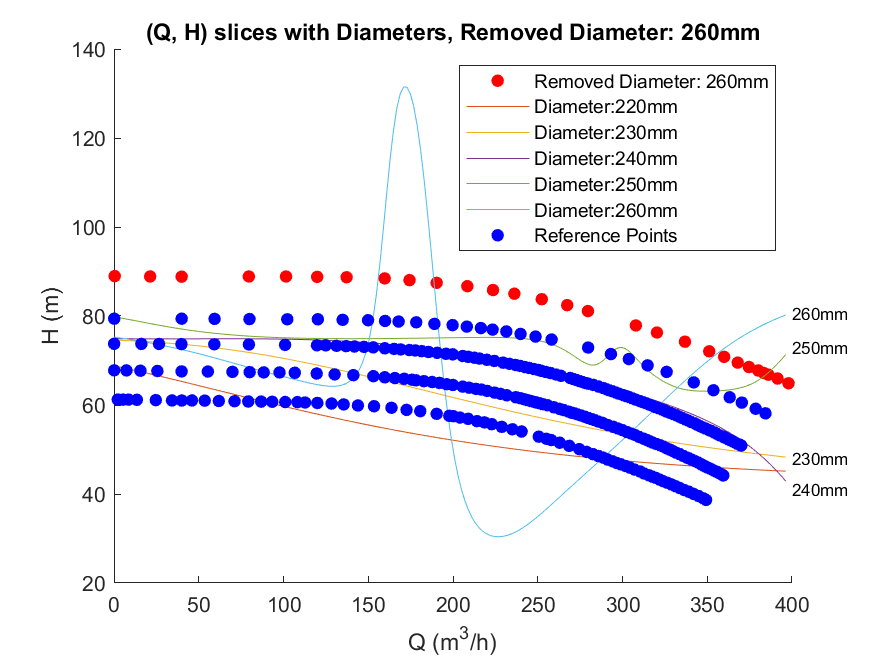 (Q, H) slices with Diameters, Removed Diameter: 260mm
140
120
100
80
60
40
20
H (m)
Removed Diameter: 260mm
Diameter:220mm
Diameter:230mm
Diameter:240mm
Diameter:250mm
Diameter:260mm
Reference Points
260mm
250mm
230mm
240mm
0 50 100 150 200 250 300 350 400
Q (m³/h)